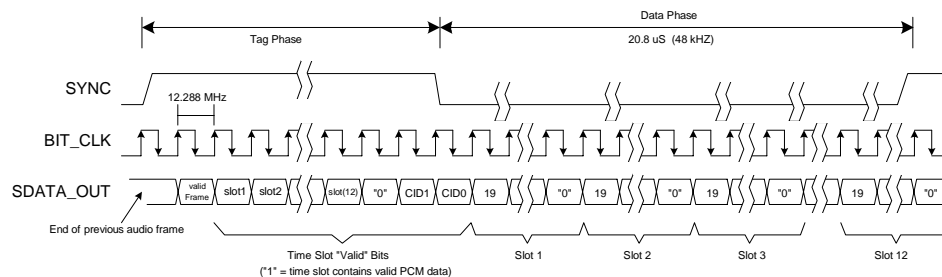 Data Phase
Tag Phase
20.8 uS (48 kHZ)
SYNC
12.288 MHz
BIT_CLK
SDATA_OUT
valid
Frame
slot1
slot2
slot(12)
"0"
CID1
CID0
19
"0"
19
"0"
19
"0"
19
"0"
End of previous audio frame
Time Slot "Valid" Bits
("1" = time slot contains valid PCM data)
Slot 1
Slot 2
Slot 3
Slot 12